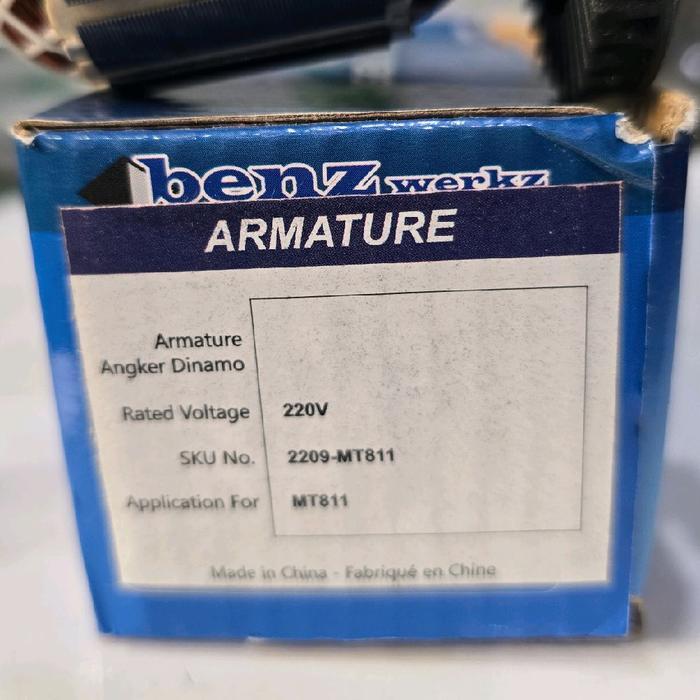 benz werkz
ARMATURE
Armature
Angker Dinamo
Rated Voltage 220V
SKU No. 2209-MT811
Application For MT811
Made in China - Fabriqué en Chine